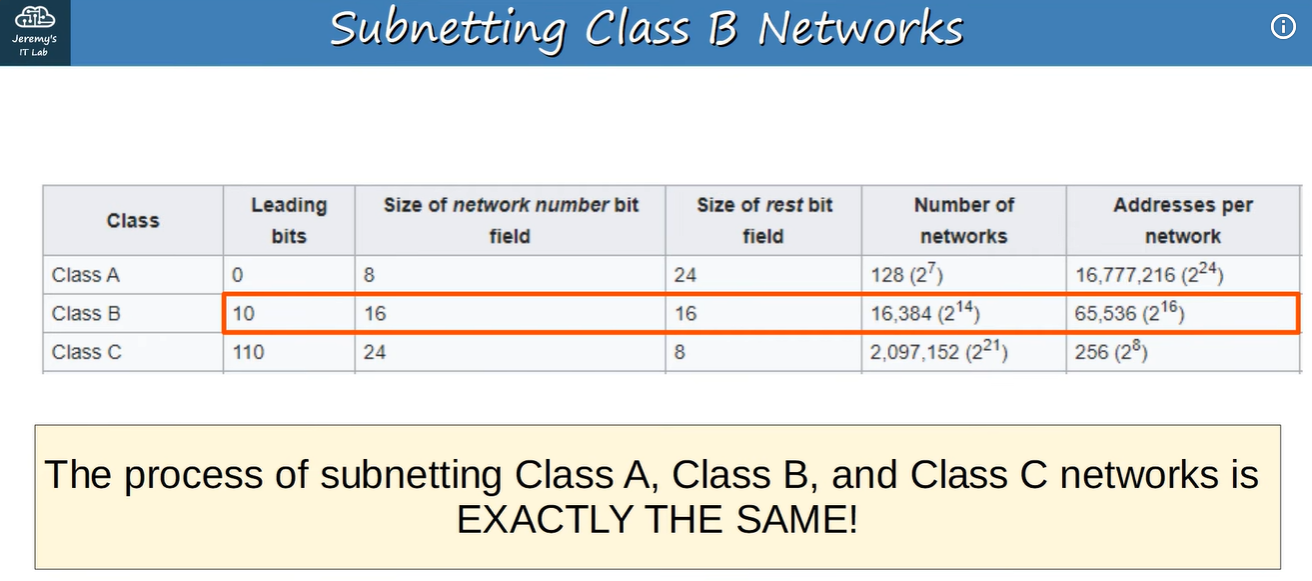 Jeremy's
IT Lab
Subnetting Class B Networks
Class Leading bits Size of network number bit field Size of rest bit field Number of networks Addresses per network
Class A 0 8 24 128 (2⁷) 16,777,216 (2²⁴)
Class B 10 16 16 16,384 (2¹⁴) 65,536 (2¹⁶)
Class C 110 24 8 2,097,152 (2²¹) 256 (2⁸)
The process of subnetting Class A, Class B, and Class C networks is
EXACTLY THE SAME!